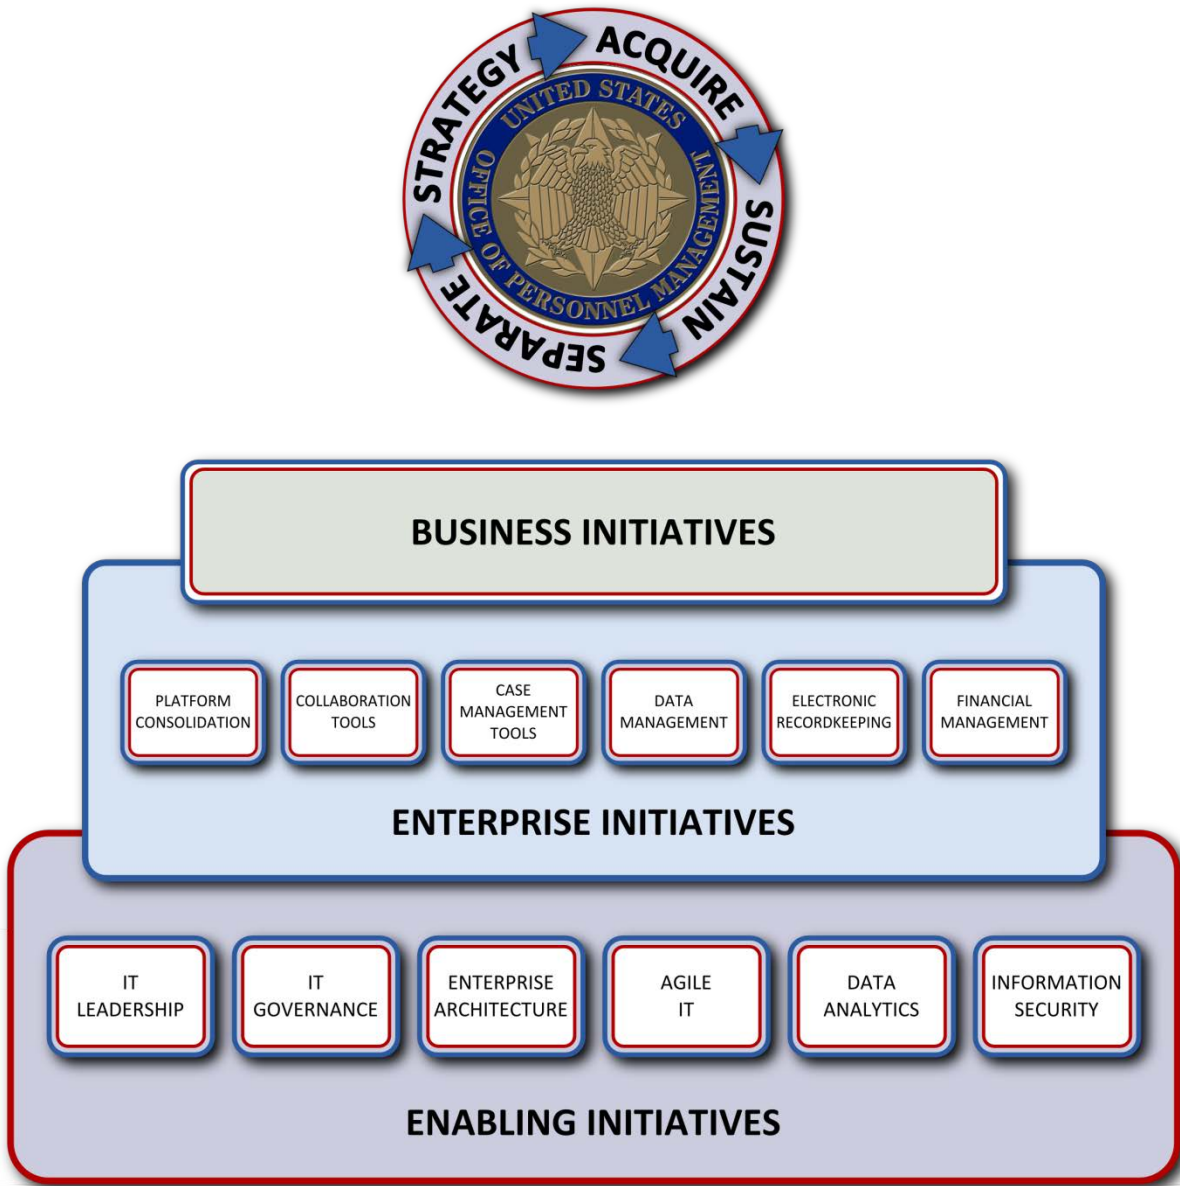 STRATEGY
ACQUIRE
SUSTAIN
SEPARATE
UNITED STATES
OFFICE OF PERSONNEL MANAGEMENT
BUSINESS INITIATIVES
PLATFORM
CONSOLIDATION
COLLABORATION
TOOLS
CASE
MANAGEMENT
TOOLS
DATA
MANAGEMENT
ELECTRONIC
RECORDKEEPING
FINANCIAL
MANAGEMENT
ENTERPRISE INITIATIVES
IT
LEADERSHIP
IT
GOVERNANCE
ENTERPRISE
ARCHITECTURE
AGILE
IT
DATA
ANALYTICS
INFORMATION
SECURITY
ENABLING INITIATIVES